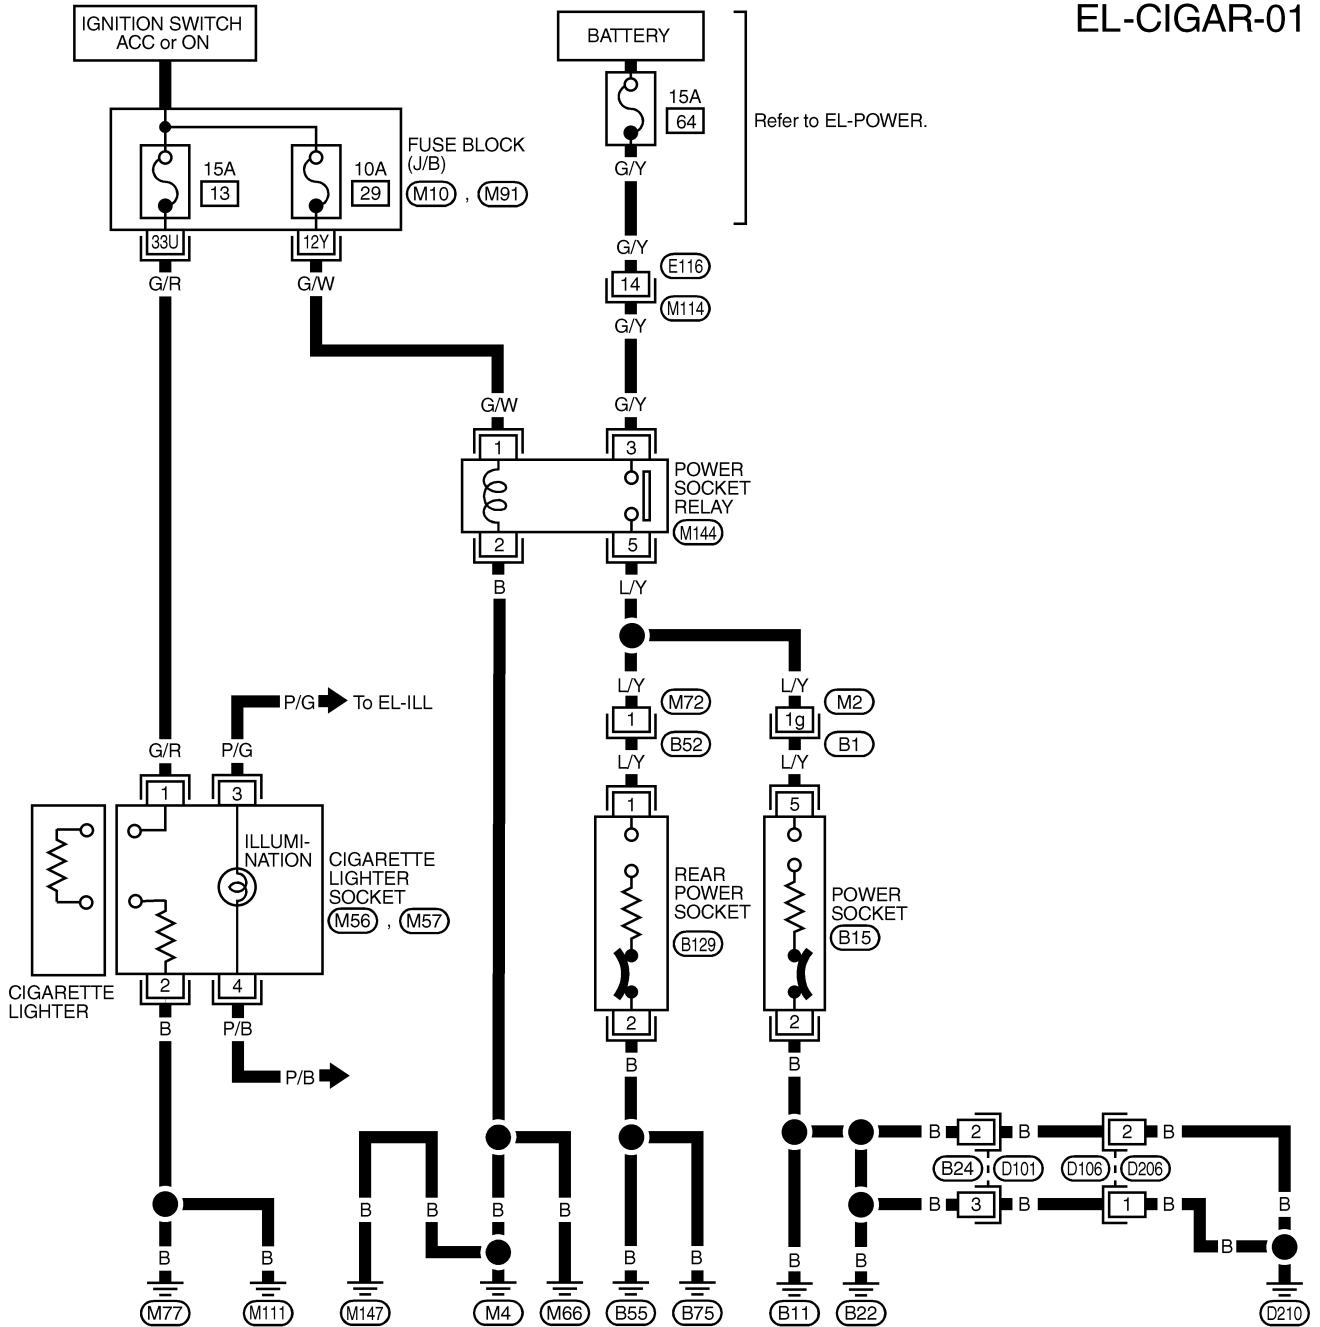 EL-CIGAR-01
IGNITION SWITCH
ACC or ON
BATTERY
15A
64
Refer to EL-POWER.
15A
13
10A
29
FUSE BLOCK
(J/B)
M10 , M91
33U
12Y
G/Y
G/R
G/W
G/Y
14
E116
M114
G/Y
G/W
G/Y
1
3
POWER
SOCKET
RELAY
M144
2
5
B
L/Y
L/Y
L/Y
1
M72
B52
1g
M2
B1
L/Y
L/Y
P/G
To EL-ILL
G/R
P/G
1
3
1
5
ILLUMI-
NATION
CIGARETTE
LIGHTER
SOCKET
M56 , M57
REAR
POWER
SOCKET
B129
POWER
SOCKET
B15
CIGARETTE
LIGHTER
2
4
2
2
B
P/B
P/B
B
B
B
2
B
2
B
B24
D101
D106
D206
B
3
B
1
B
B
B
B
B
B
B
B
B
B
B
B
B
B
M77
M111
M147
M4
M66
B55
B75
B11
B22
D210